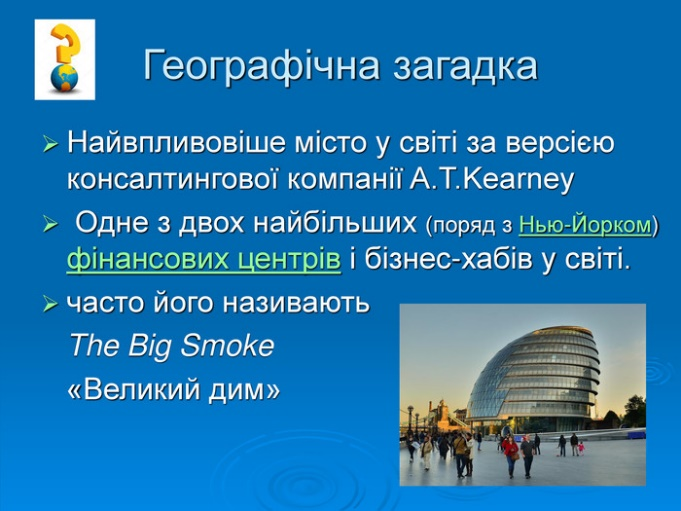 Географічна загадка
Найвпливовіше місто у світі за версією
консалтингової компанії A.T.Kearney
Одне з двох найбільших (поряд з Нью-Йорком)
фінансових центрів і бізнес-хабів у світі.
часто його називають
The Big Smoke
«Великий дим»